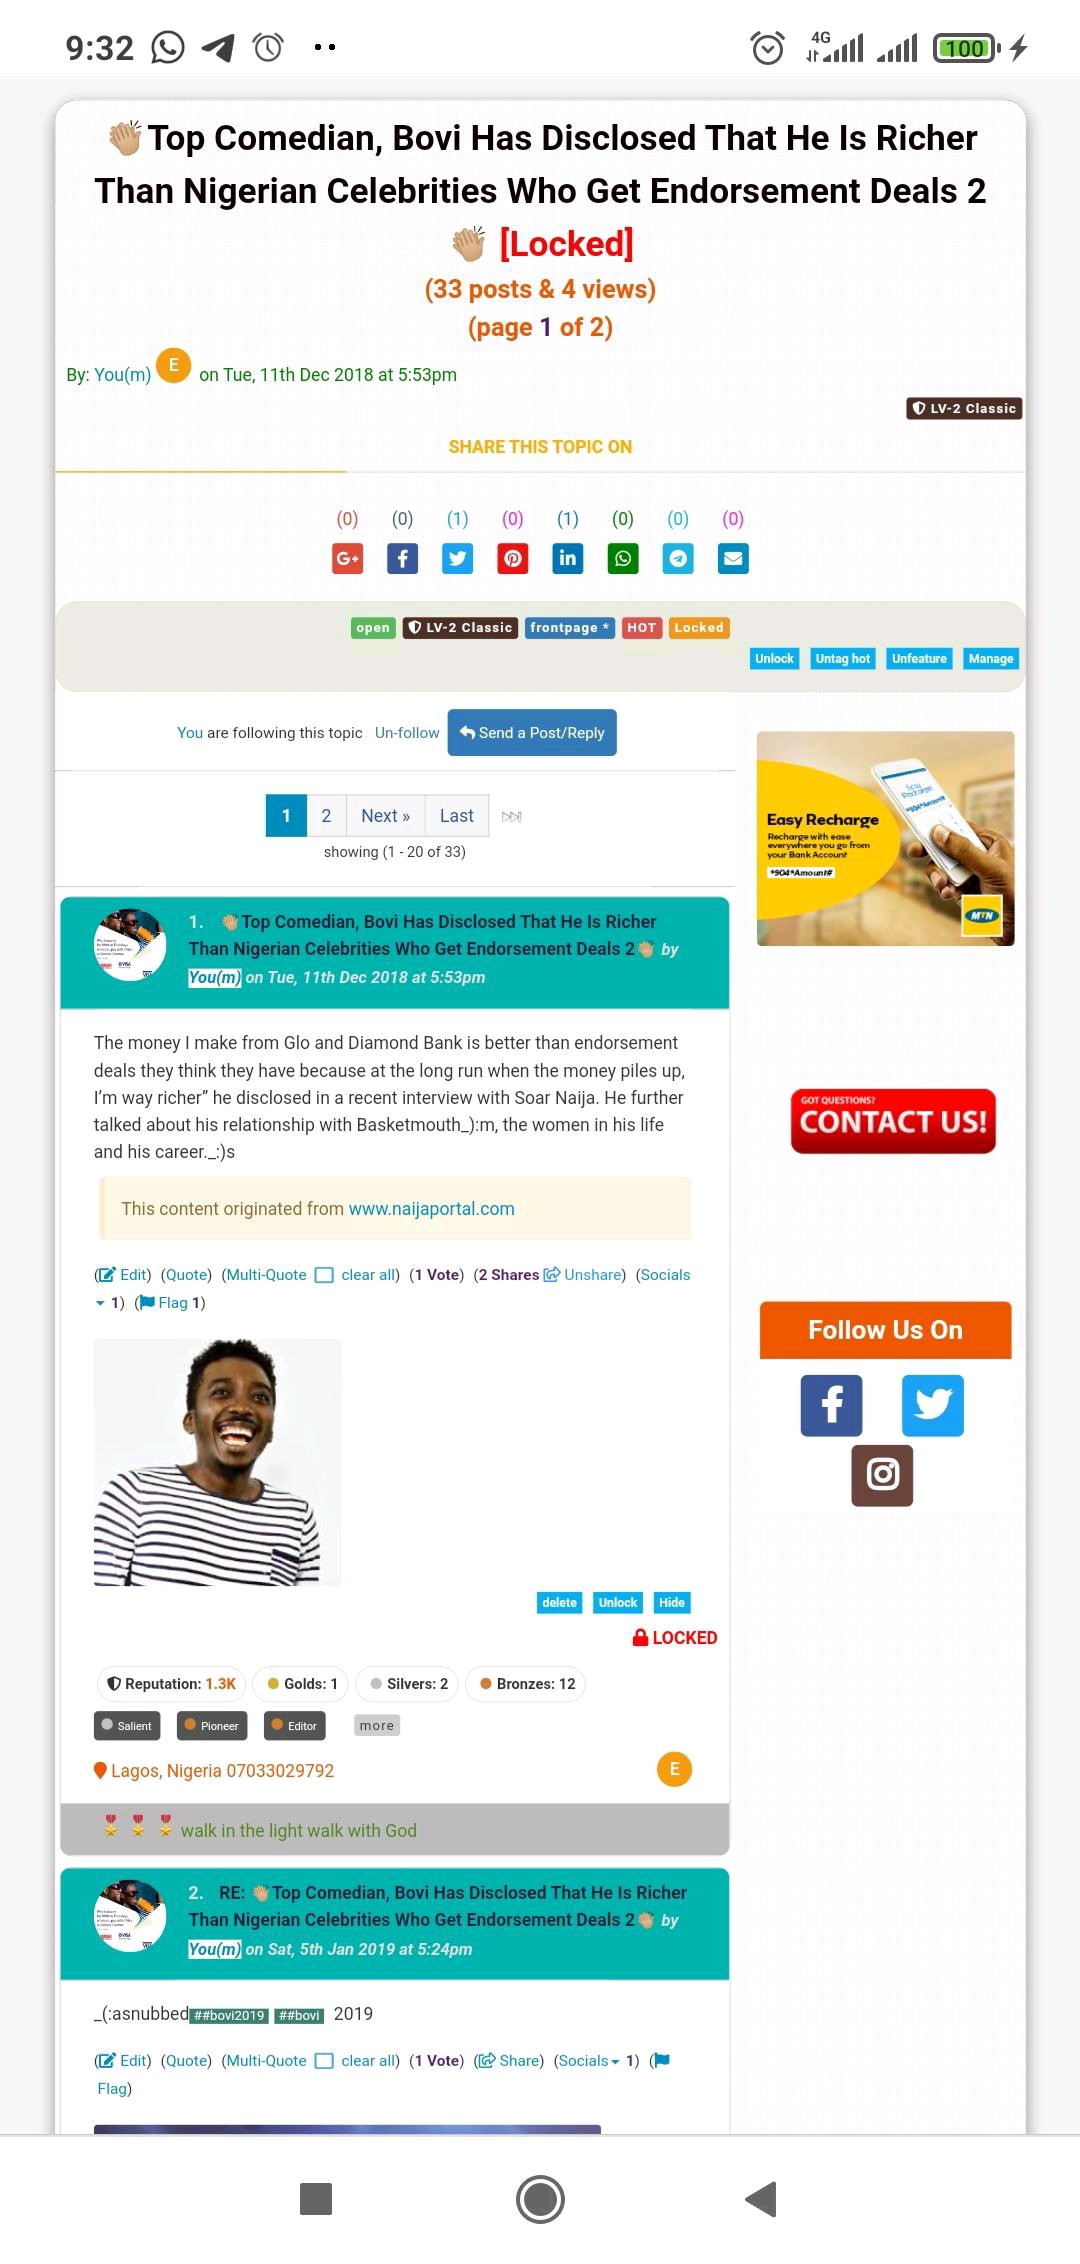 9:32
4G
100
Top Comedian, Bovi Has Disclosed That He Is Richer
Than Nigerian Celebrities Who Get Endorsement Deals 2
[Locked]
(33 posts & 4 views)
(page 1 of 2)
By: You(m) E on Tue, 11th Dec 2018 at 5:53pm
LV-2 Classic
SHARE THIS TOPIC ON
(0) (0) (1) (0) (1) (0) (0) (0)
G+ f in
open LV-2 Classic frontpage * HOT Locked
Unlock Untag hot Unfeature Manage
You are following this topic Un-follow Send a Post/Reply
1 2 Next » Last
showing (1 - 20 of 33)
Easy Recharge
Recharge with ease
everywhere you go from
your Bank Account
*904*Amount#
MTN
1. Top Comedian, Bovi Has Disclosed That He Is Richer
Than Nigerian Celebrities Who Get Endorsement Deals 2 by
You(m) on Tue, 11th Dec 2018 at 5:53pm
The money I make from Glo and Diamond Bank is better than endorsement
deals they think they have because at the long run when the money piles up,
I’m way richer” he disclosed in a recent interview with Soar Naija. He further
talked about his relationship with Basketmouth_):m, the women in his life
and his career._:)s
This content originated from www.naijaportal.com
(Edit) (Quote) (Multi-Quote clear all) (1 Vote) (2 Shares Unshare) (Socials
1) (Flag 1)
GOT QUESTIONS?
CONTACT US!
Follow Us On
f
delete Unlock Hide
LOCKED
Reputation: 1.3K Golds: 1 Silvers: 2 Bronzes: 12
Salient Pioneer Editor more
Lagos, Nigeria 07033029792 E
walk in the light walk with God
2. RE: Top Comedian, Bovi Has Disclosed That He Is Richer
Than Nigerian Celebrities Who Get Endorsement Deals 2 by
You(m) on Sat, 5th Jan 2019 at 5:24pm
_(:asnubbed ##bovi2019 ##bovi 2019
(Edit) (Quote) (Multi-Quote clear all) (1 Vote) (Share) (Socials 1) (
Flag)